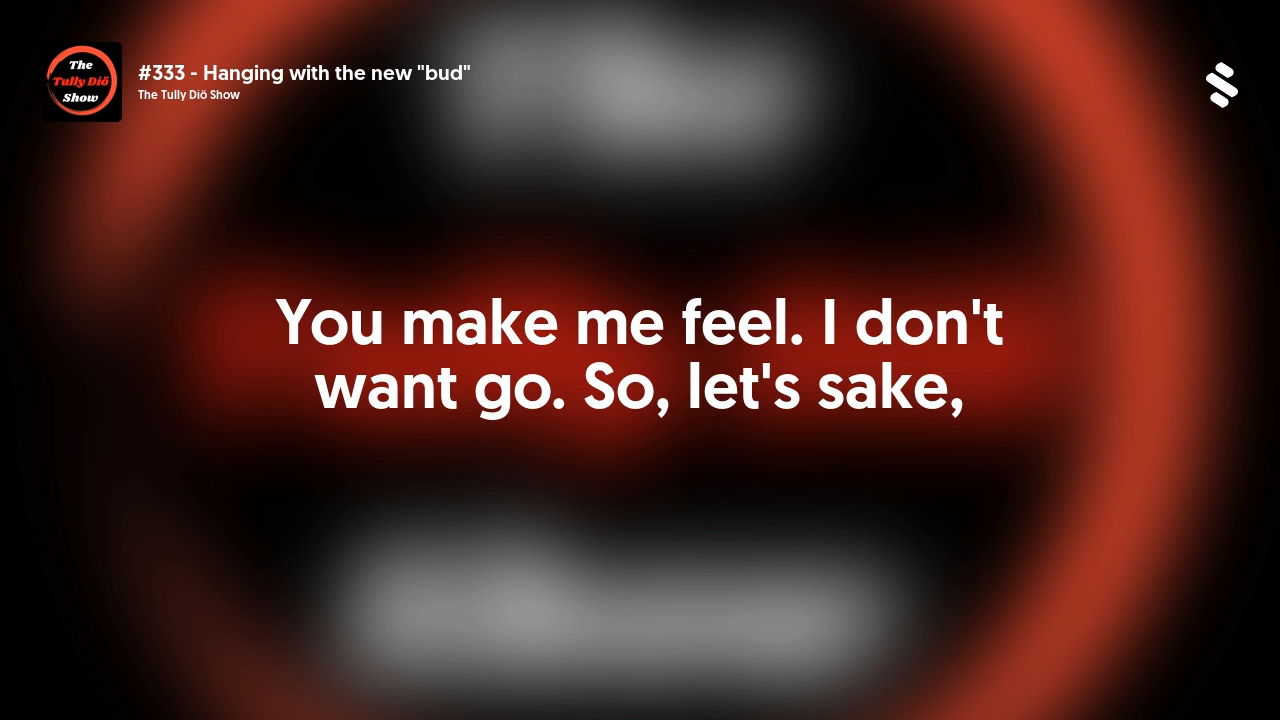 The
Tully Diö
Show
#333 - Hanging with the new "bud"
The Tully Diö Show
You make me feel. I don't
want go. So, let's sake,